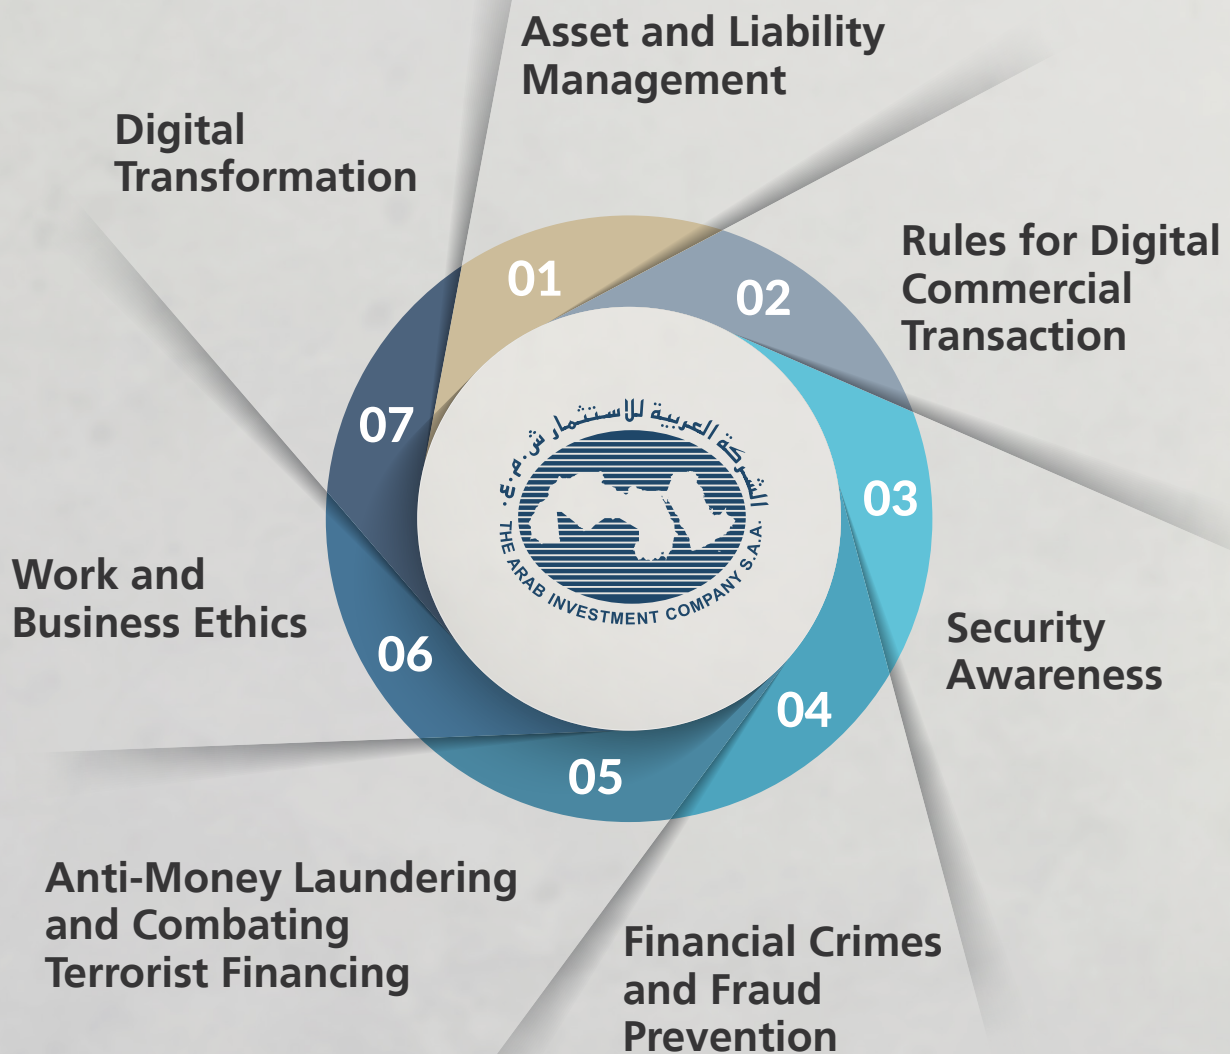 01
Asset and Liability
Management
02
Rules for Digital
Commercial
Transaction
03
Security
Awareness
04
Financial Crimes
and Fraud
Prevention
05
Anti-Money Laundering
and Combating
Terrorist Financing
06
Work and
Business Ethics
07
Digital
Transformation
الشركة العربية للإستثمار ش.م.ع.
THE ARAB INVESTMENT COMPANY S.A.A.